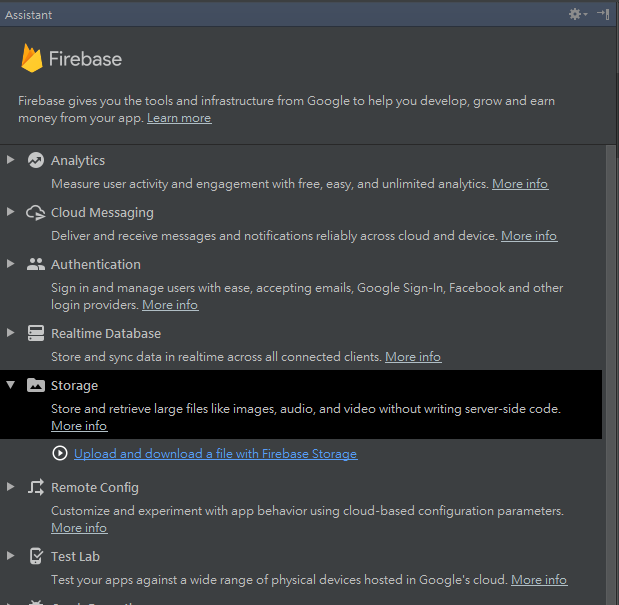 Assistant
Firebase
Firebase gives you the tools and infrastructure from Google to help you develop, grow and earn
money from your app. Learn more
Analytics
Measure user activity and engagement with free, easy, and unlimited analytics. More info
Cloud Messaging
Deliver and receive messages and notifications reliably across cloud and device. More info
Authentication
Sign in and manage users with ease, accepting emails, Google Sign-In, Facebook and other
login providers. More info
Realtime Database
Store and sync data in realtime across all connected clients. More info
Storage
Store and retrieve large files like images, audio, and video without writing server-side code.
More info
Upload and download a file with Firebase Storage
Remote Config
Customize and experiment with app behavior using cloud-based configuration parameters.
More info
Test Lab
Test your apps against a wide range of physical devices hosted in Google's cloud. More info